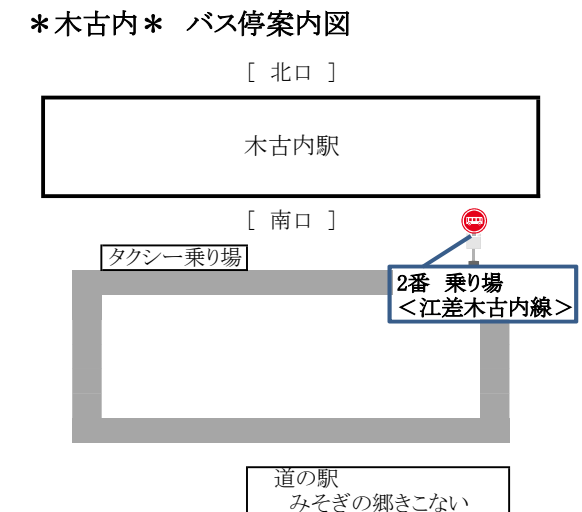 ＊木古内＊ バス停案内図
［ 北口 ］
木古内駅
［ 南口 ］
タクシー乗り場
2番 乗り場
＜江差木古内線＞
道の駅
みそぎの郷きこない